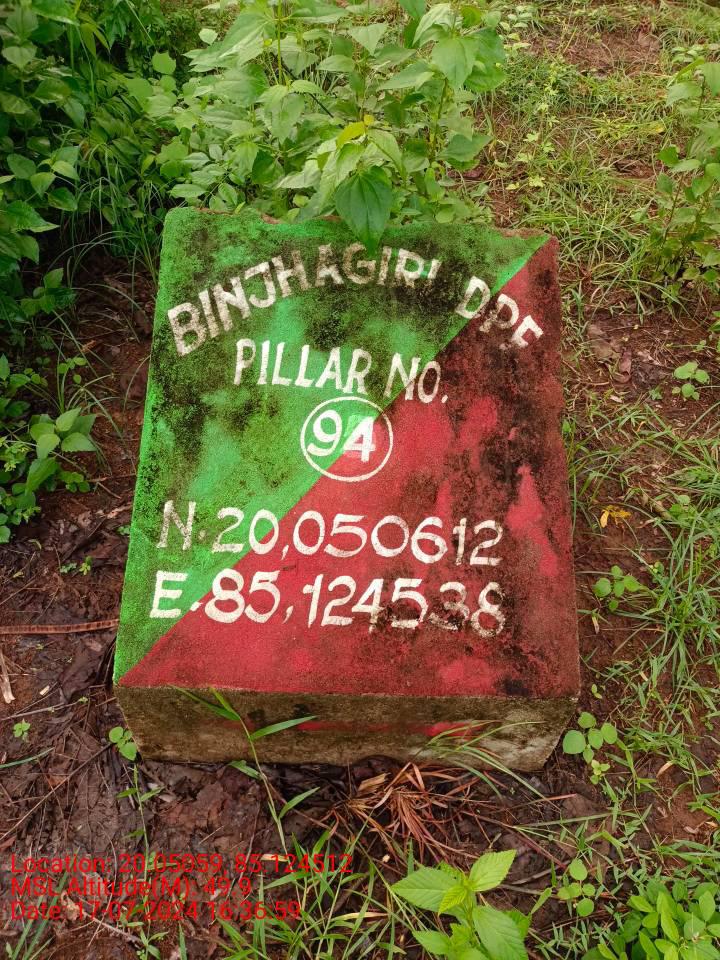 BINJHAGIRI DPF
PILLAR NO.
94
N.20,050612
E.85,124538
Location: 20.05059, 85.124512
MSL Altitude(M): 49.9
Date: 17-07-2024 16:36:59